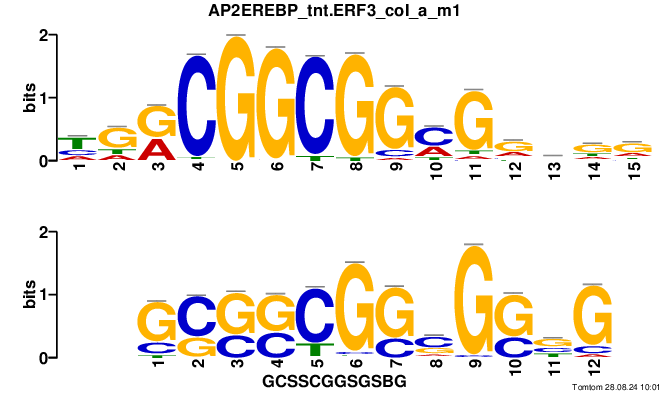 AP2EREBP_tnt.ERF3_col_a_m1
2
1
0
bits
T G G A C G G C G G C A G G G G
1 2 3 4 5 6 7 8 9 10 11 12 13 14 15
2
1
0
bits
G C G G C G G C G G G G
C G C C T C C
1 2 3 4 5 6 7 8 9 10 11 12
GCSSCGGSGSBG
Tomtom 28.08.24 10:01